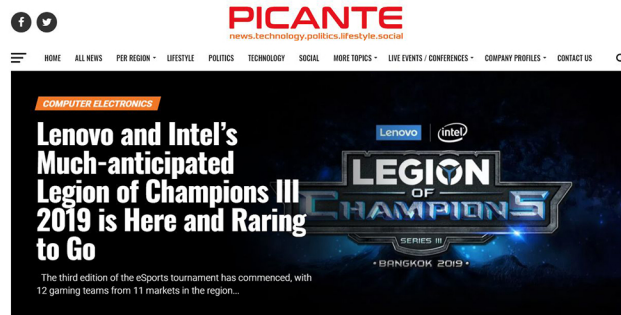 PICANTE
news.technology.politics.lifestyle.social
HOME ALL NEWS PER REGION LIFESTYLE POLITICS TECHNOLOGY SOCIAL MORE TOPICS LIVE EVENTS / CONFERENCES COMPANY PROFILES CONTACT US
COMPUTER ELECTRONICS
Lenovo and Intel's
Much-anticipated
Legion of Champions III
2019 is Here and Raring
to Go
The third edition of the eSports tournament has commenced, with
12 gaming teams from 11 markets in the region...
Lenovo intel
LEGION
OF
CHAMPIONS
SERIES III
• BANGKOK 2019 •